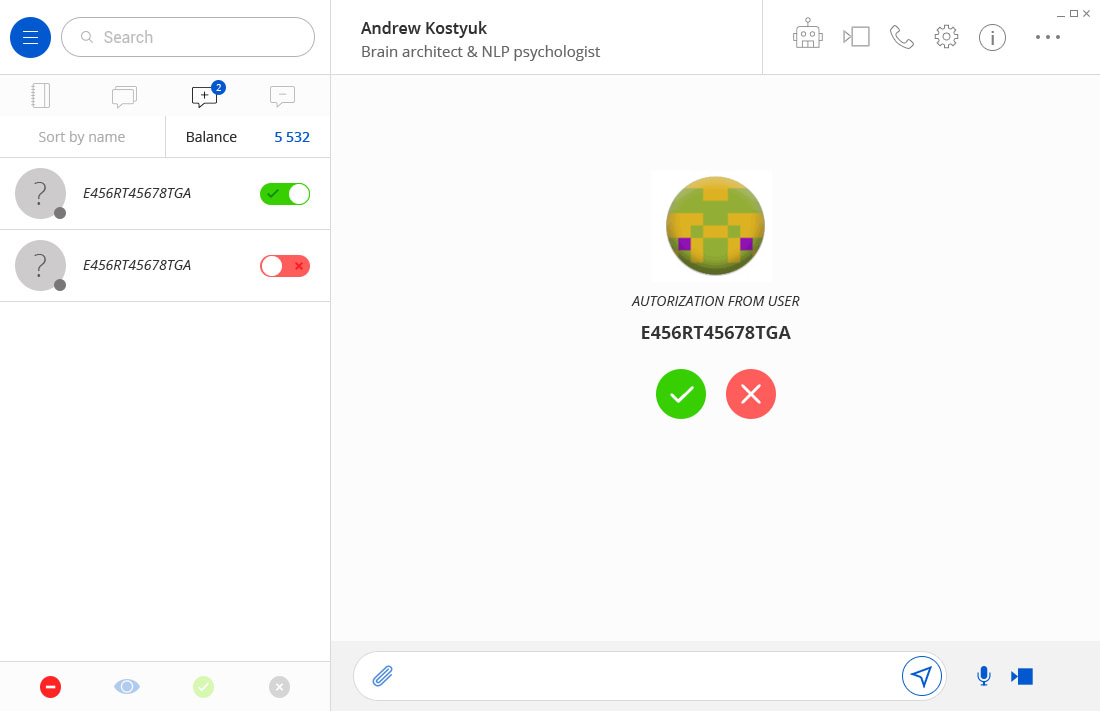 Search
2
Sort by name
Balance
5 532
E456RT45678TGA
E456RT45678TGA
Andrew Kostyuk
Brain architect & NLP psychologist
AUTORIZATION FROM USER
E456RT45678TGA